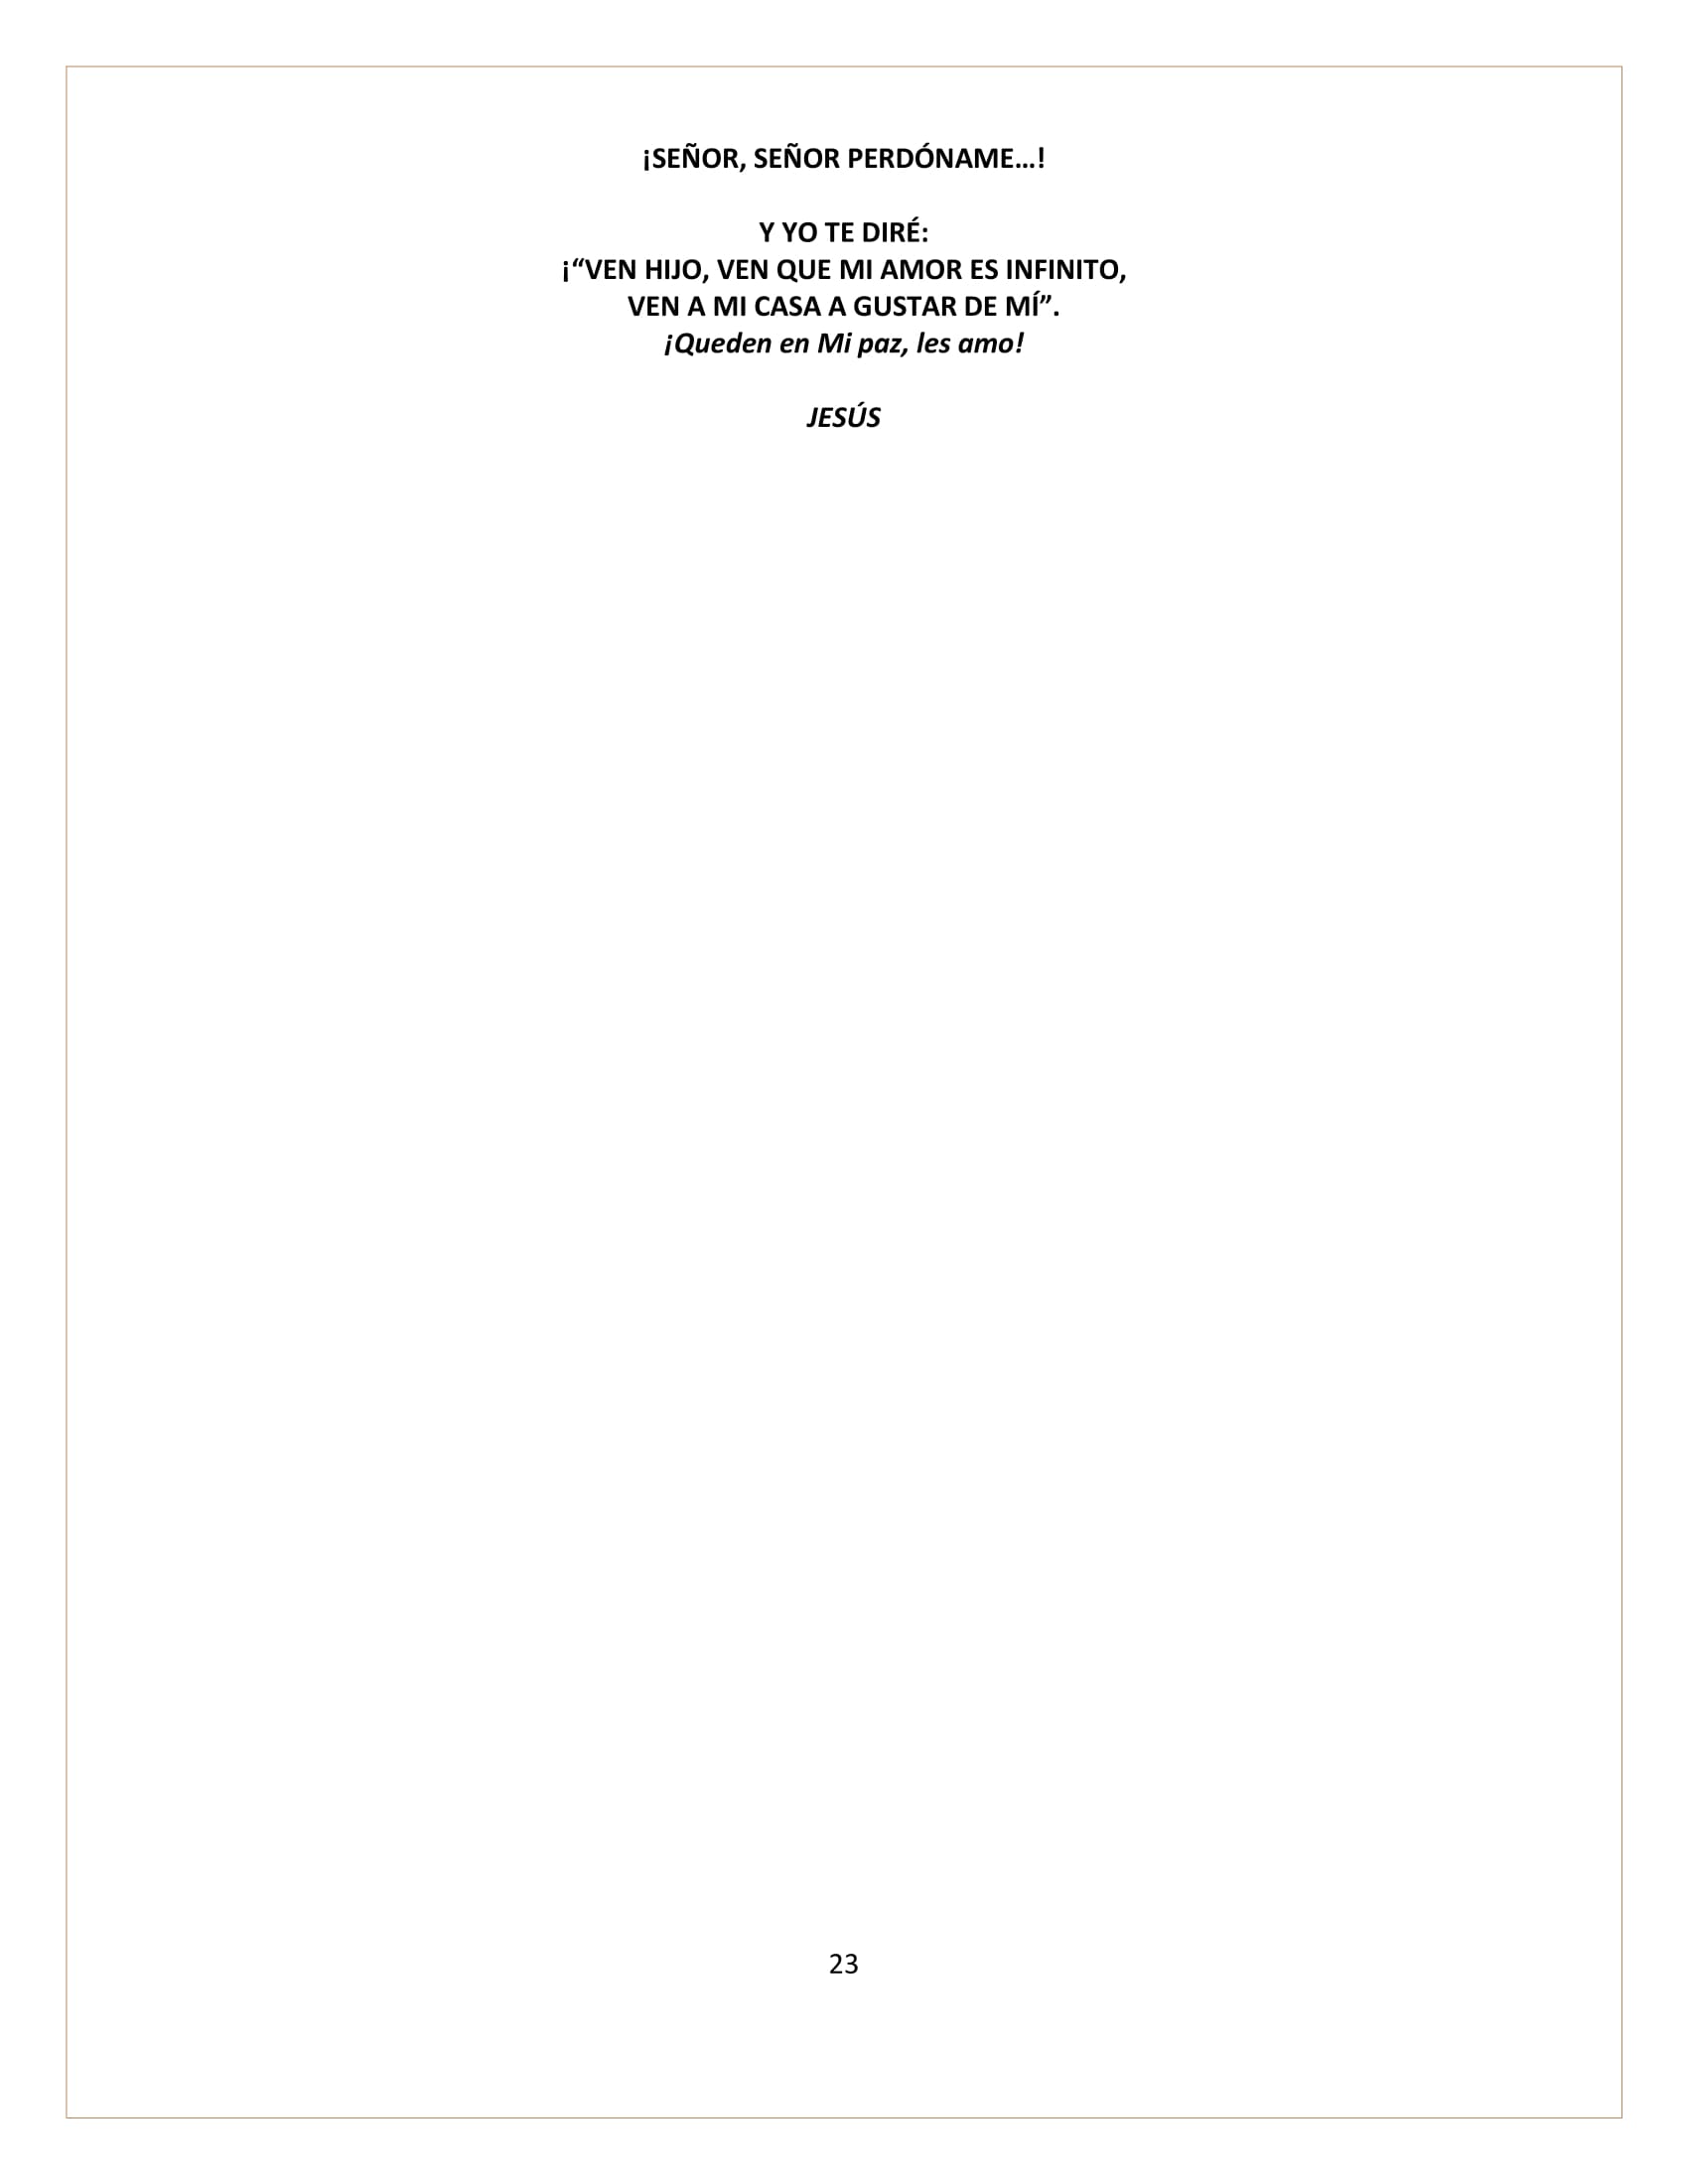 ¡SEÑOR, SEÑOR PERDÓNAME…!
Y YO TE DIRÉ:
¡“VEN HIJO, VEN QUE MI AMOR ES INFINITO,
VEN A MI CASA A GUSTAR DE MÍ”.
¡Queden en Mi paz, les amo!
JESÚS
23